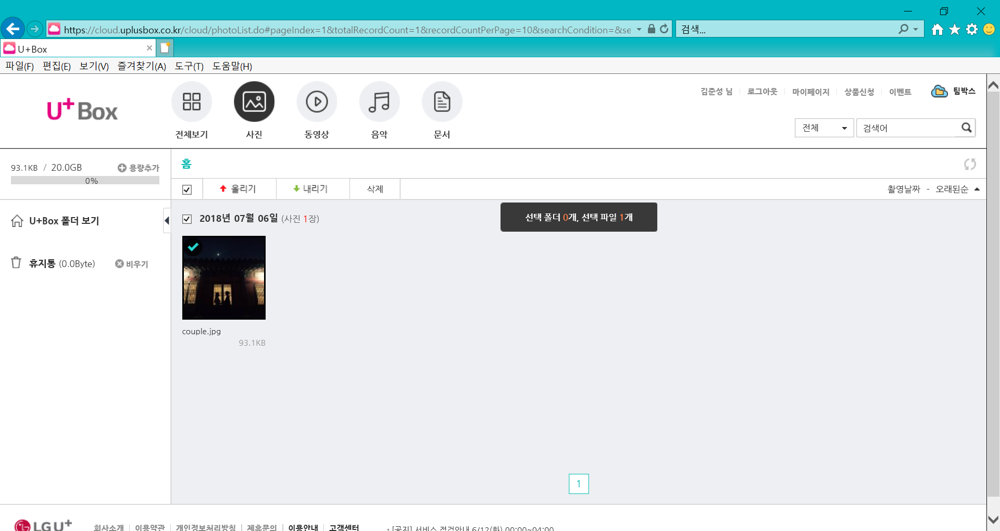 https://cloud.uplusbox.co.kr/cloud/photoList.do#pageIndex=1&totalRecordCount=1&recordCountPerPage=10&searchCondition=&se
검색...
U+Box
파일(F) 편집(E) 보기(V) 즐겨찾기(A) 도구(T) 도움말(H)
김준성 님 로그아웃 마이페이지 상품신청 이벤트 팀박스
U+ Box
전체보기 사진 동영상 음악 문서
전체 검색어
93.1KB / 20.0GB 용량추가
0%
홈
올리기 내리기 삭제
촬영날짜 - 오래된순
U+Box 폴더 보기
2018년 07월 06일 (사진 1장)
선택 폴더 0개, 선택 파일 1개
휴지통 (0.0Byte) 비우기
couple.jpg
93.1KB
1
LG U+
회사소개 이용약관 개인정보처리방침 제휴문의 이용안내 고객센터
[공지] 서비스 점검안내 6/12(화) 00:00~04:00